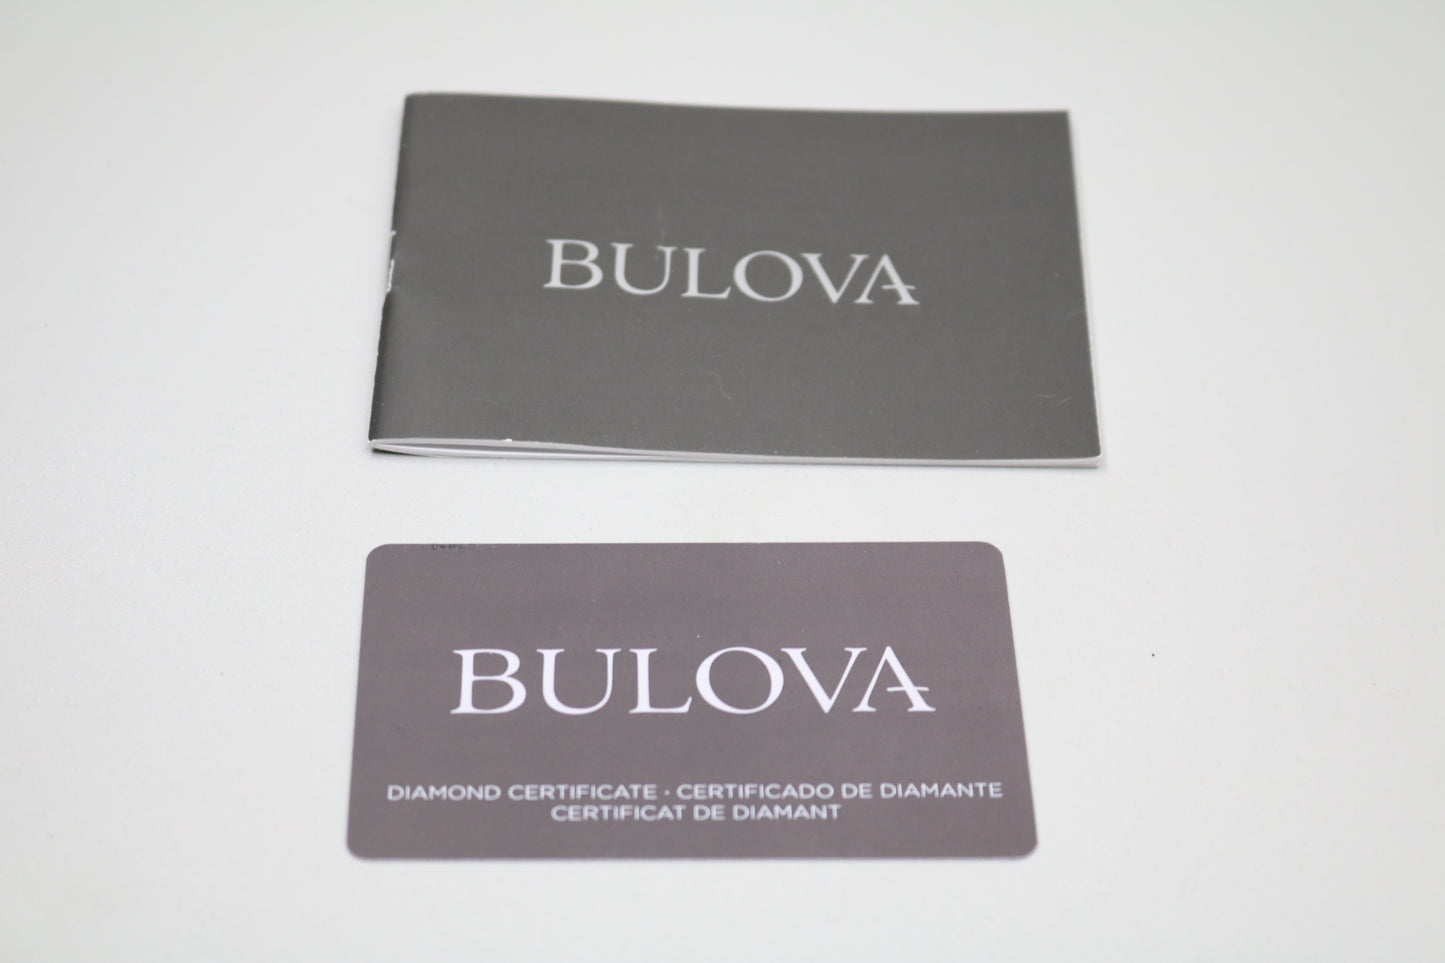 BULOVA
BULOVA
DIAMOND CERTIFICATE · CERTIFICADO DE DIAMANTE
CERTIFICAT DE DIAMANT